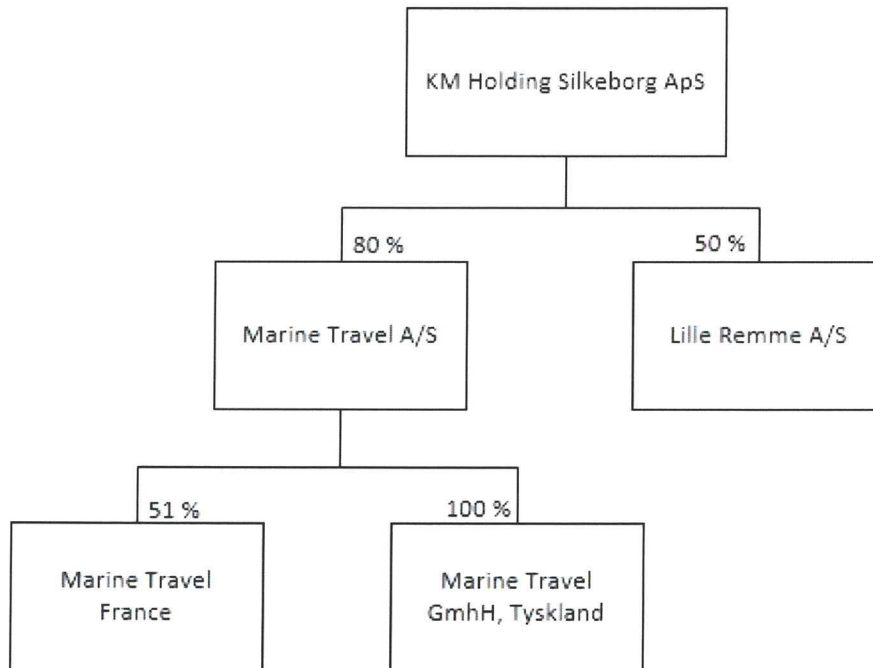 KM Holding Silkeborg ApS
80 %
50 %
Marine Travel A/S
Lille Remme A/S
51 %
100 %
Marine Travel
France
Marine Travel
GmhH, Tyskland